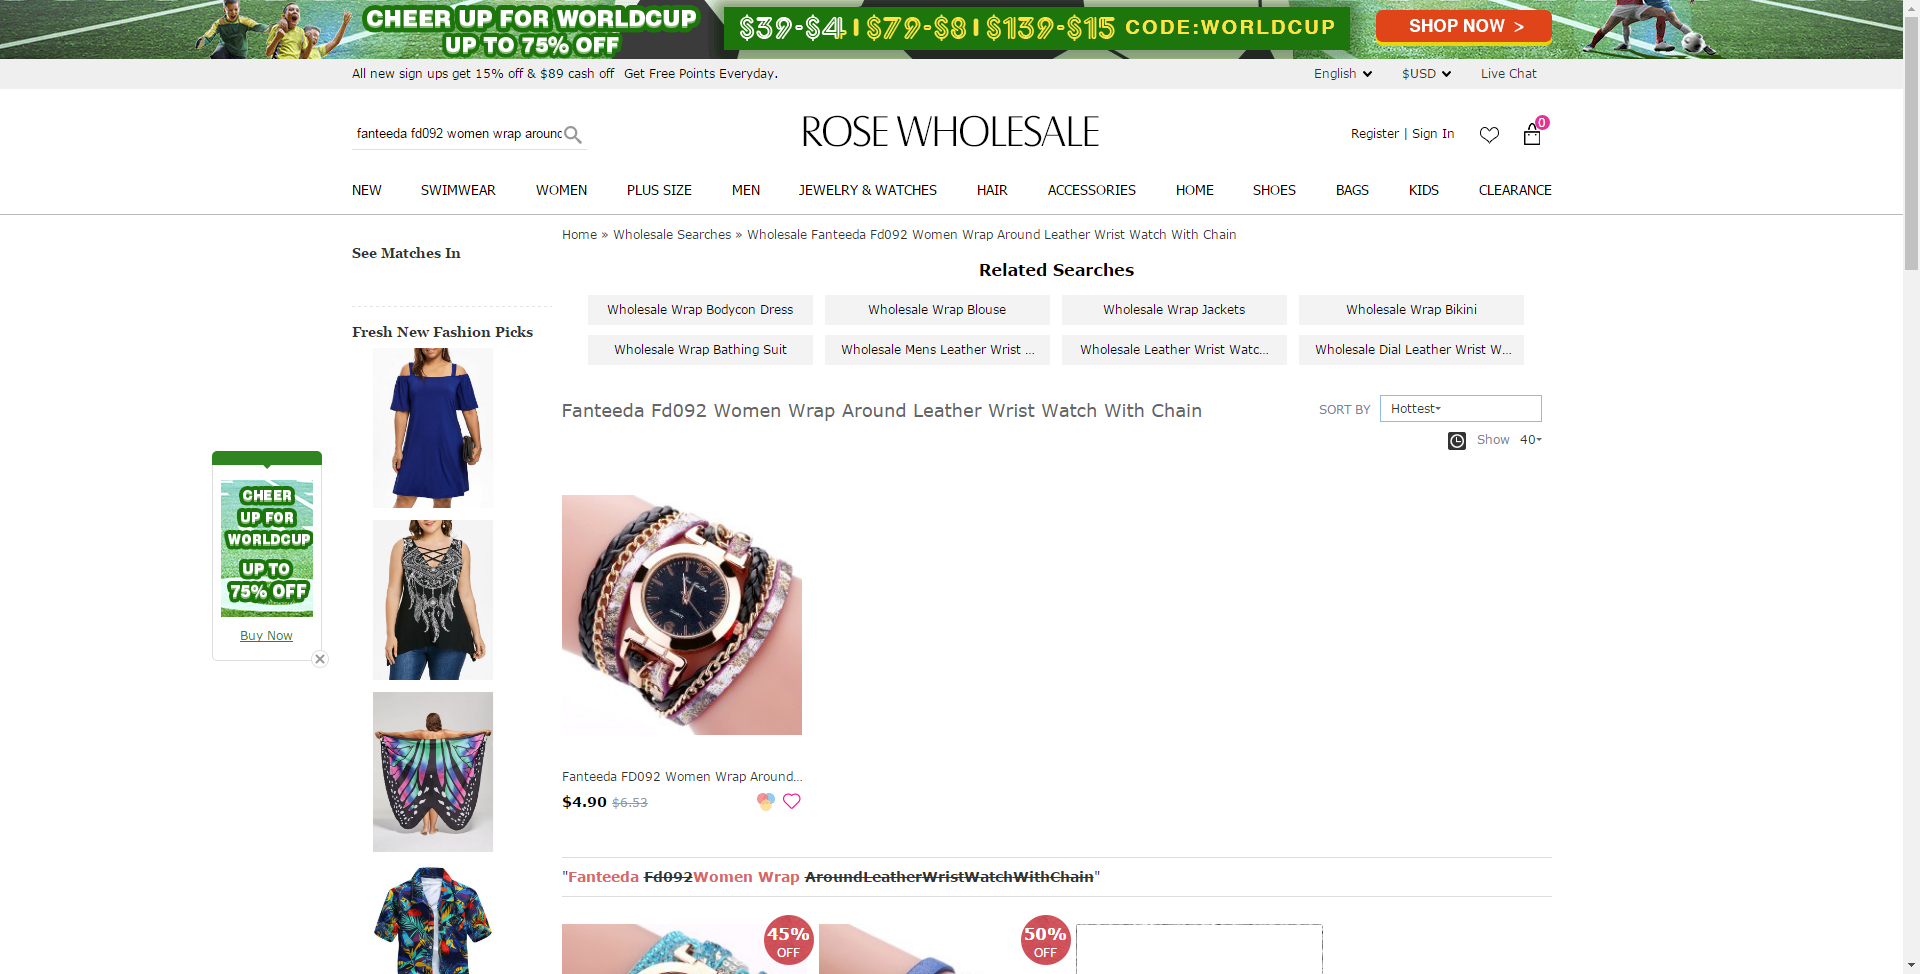 CHEER UP FOR WORLDCUP
UP TO 75% OFF
$39-$4 | $79-$8 | $139-$15 CODE:WORLDCUP
SHOP NOW >
All new sign ups get 15% off & $89 cash off Get Free Points Everyday.
English
$USD
Live Chat
fanteeda fd092 women wrap around
ROSE WHOLESALE
Register | Sign In
0
NEW SWIMWEAR WOMEN PLUS SIZE MEN JEWELRY & WATCHES HAIR ACCESSORIES HOME SHOES BAGS KIDS CLEARANCE
Home » Wholesale Searches » Wholesale Fanteeda Fd092 Women Wrap Around Leather Wrist Watch With Chain
See Matches In
Related Searches
Wholesale Wrap Bodycon Dress
Wholesale Wrap Blouse
Wholesale Wrap Jackets
Wholesale Wrap Bikini
Wholesale Wrap Bathing Suit
Wholesale Mens Leather Wrist ...
Wholesale Leather Wrist Watc...
Wholesale Dial Leather Wrist W...
Fresh New Fashion Picks
Fanteeda Fd092 Women Wrap Around Leather Wrist Watch With Chain
SORT BY
Hottest
Show 40
CHEER
UP FOR
WORLDCUP
UP TO
75% OFF
Buy Now
QUARTZ
Fanteeda FD092 Women Wrap Around...
$4.90 $6.53
"Fanteeda Fd092Women Wrap AroundLeatherWristWatchWithChain"
45%
OFF
50%
OFF